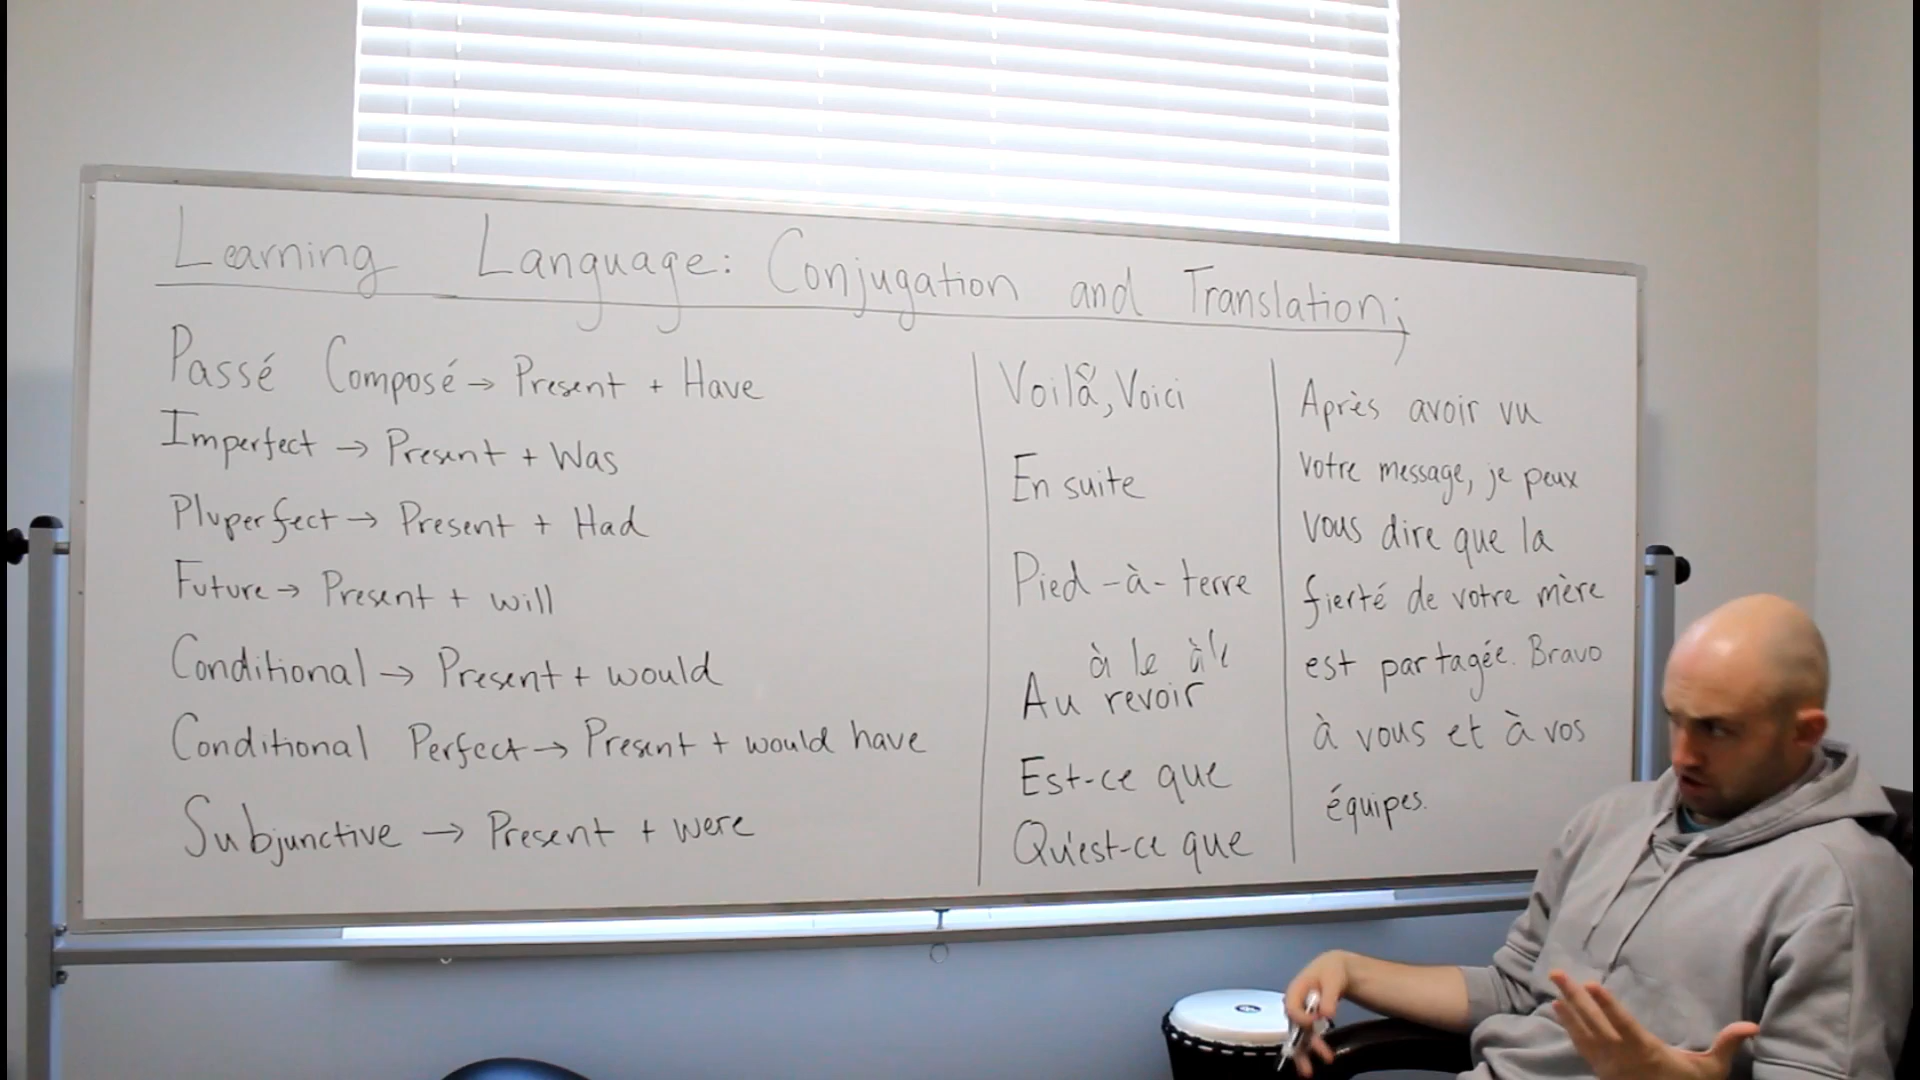 Learning Language: Conjugation and Translation;
Passé Composé → Present + Have
Imperfect → Present + Was
Pluperfect → Present + Had
Future → Present + will
Conditional → Present + would
Conditional Perfect → Present + would have
Subjunctive → Present + were
Voilà, Voici
En suite
Pied-à-terre
à le à l'
Au revoir
Est-ce que
Qu'est-ce que
Après avoir vu
votre message, je peux
vous dire que la
fierté de votre mère
est partagée. Bravo
à vous et à vos
équipes.